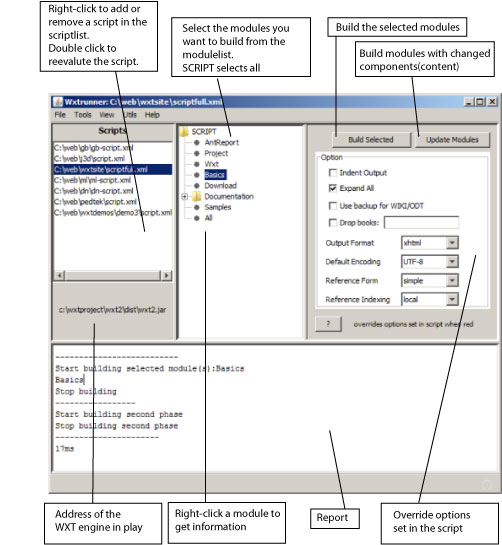 Right-click to add or
remove a script in the
scriptlist.
Double click to
reevalute the script.
Select the modules you
want to build from the
modulelist.
SCRIPT selects all
Build the selected modules
Build modules with changed
components(content)
Wxtrunner: C:\web\wxtsite\scriptfull.xml
File Tools View Utils Help
Scripts
C:\web\gb\gb-script.xml
C:\web\j3d\script.xml
C:\web\wxtsite\scriptfull.xml
C:\web\ml\ml-script.xml
C:\web\dn\dn-script.xml
C:\web\pedtek\script.xml
C:\web\wxtdemos\demo3\script.xml
c:\wxtproject\wxt2\dist\wxt2.jar
SCRIPT
AntReport
Project
Wxt
Basics
Download
Documentation
Samples
All
Build Selected Update Modules
Option
Indent Output
Expand All
Use backup for WIKI/ODT
Drop books:
Output Format xhtml
Default Encoding UTF-8
Reference Form simple
Reference Indexing local
? overrides options set in script when red
-------------------------
Start building selected module(s):Basics
Basics
Stop building
----------------
Start building second phase
Stop building second phase
---------------------
17ms
Address of the
WXT engine in play
Right-click a module to
get information
Report
Override options
set in the script